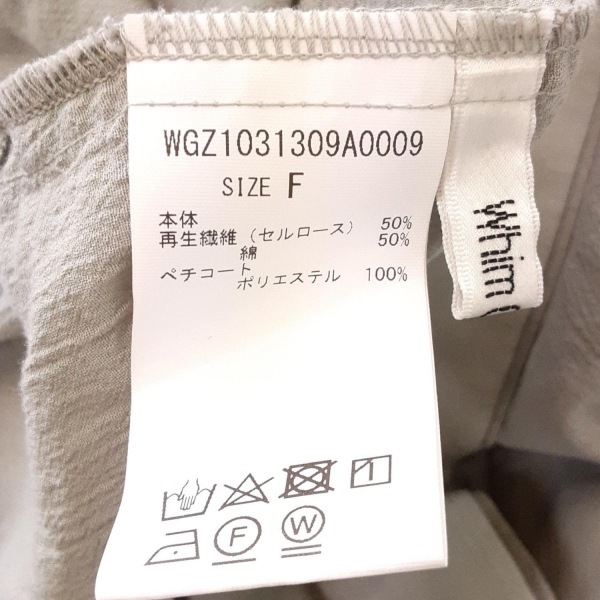 WGZ1031309A0009
SIZE F
本体
再生繊維（セルロース） 50%
綿 50%
ペチコート
ポリエステル 100%
F W
Whim